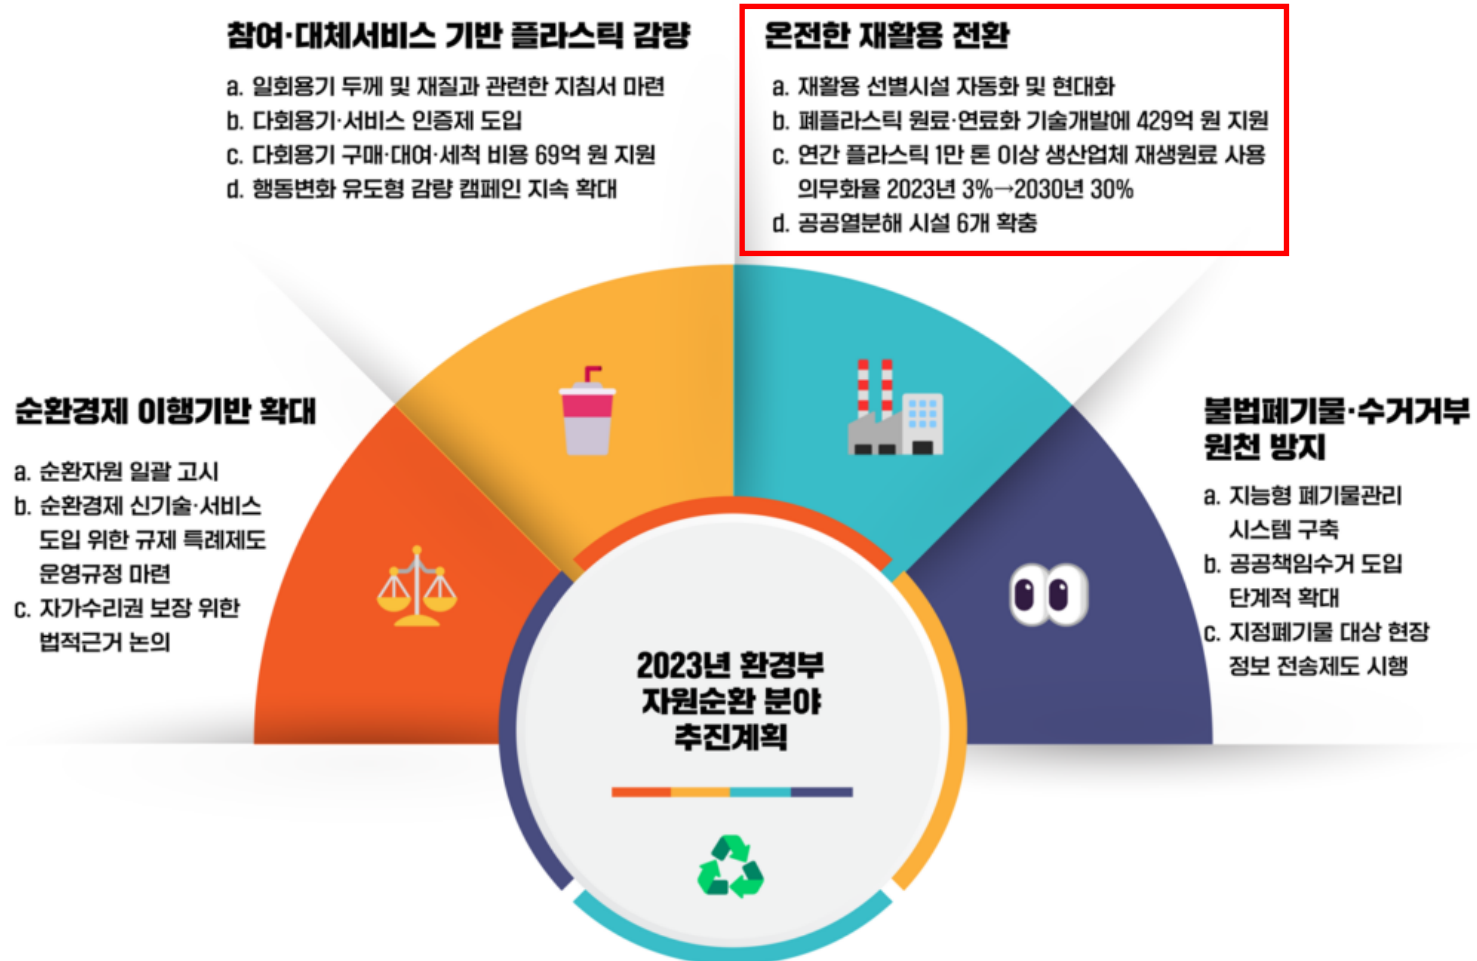 참여·대체서비스 기반 플라스틱 감량
a. 일회용기 두께 및 재질과 관련한 지침서 마련
b. 다회용기·서비스 인증제 도입
c. 다회용기 구매·대여·세척 비용 69억 원 지원
d. 행동변화 유도형 감량 캠페인 지속 확대
온전한 재활용 전환
a. 재활용 선별시설 자동화 및 현대화
b. 폐플라스틱 원료·연료화 기술개발에 429억 원 지원
c. 연간 플라스틱 1만 톤 이상 생산업체 재생원료 사용
의무화율 2023년 3%→2030년 30%
d. 공공열분해 시설 6개 확충
순환경제 이행기반 확대
a. 순환자원 일괄 고시
b. 순환경제 신기술·서비스
도입 위한 규제 특례제도
운영규정 마련
c. 자가수리권 보장 위한
법적근거 논의
불법폐기물·수거거부
원천 방지
a. 지능형 폐기물관리
시스템 구축
b. 공공책임수거 도입
단계적 확대
c. 지정폐기물 대상 현장
정보 전송제도 시행
2023년 환경부
자원순환 분야
추진계획